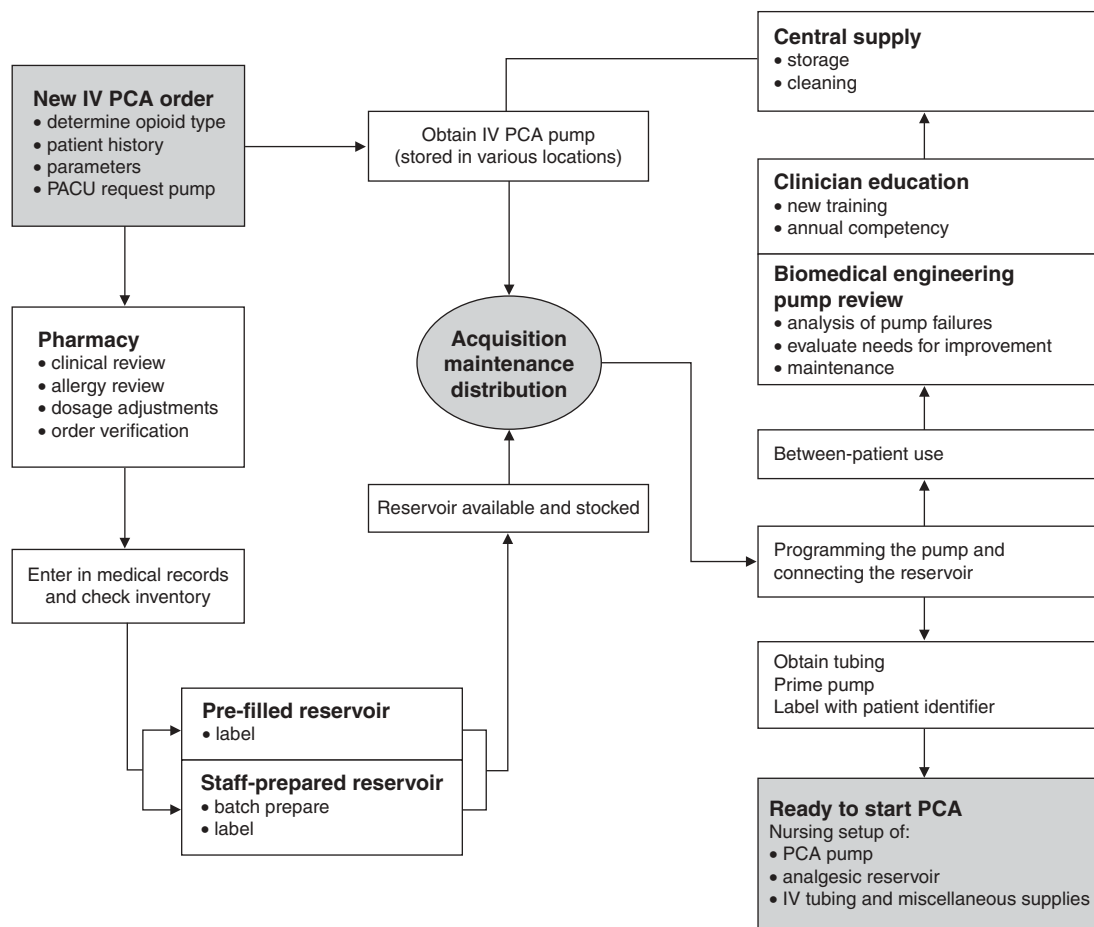 New IV PCA order
• determine opioid type
• patient history
• parameters
• PACU request pump
Obtain IV PCA pump
(stored in various locations)
Central supply
• storage
• cleaning
Clinician education
• new training
• annual competency
Biomedical engineering
pump review
• analysis of pump failures
• evaluate needs for improvement
• maintenance
Pharmacy
• clinical review
• allergy review
• dosage adjustments
• order verification
Acquisition
maintenance
distribution
Between-patient use
Reservoir available and stocked
Programming the pump and
connecting the reservoir
Enter in medical records
and check inventory
Obtain tubing
Prime pump
Label with patient identifier
Pre-filled reservoir
• label
Staff-prepared reservoir
• batch prepare
• label
Ready to start PCA
Nursing setup of:
• PCA pump
• analgesic reservoir
• IV tubing and miscellaneous supplies